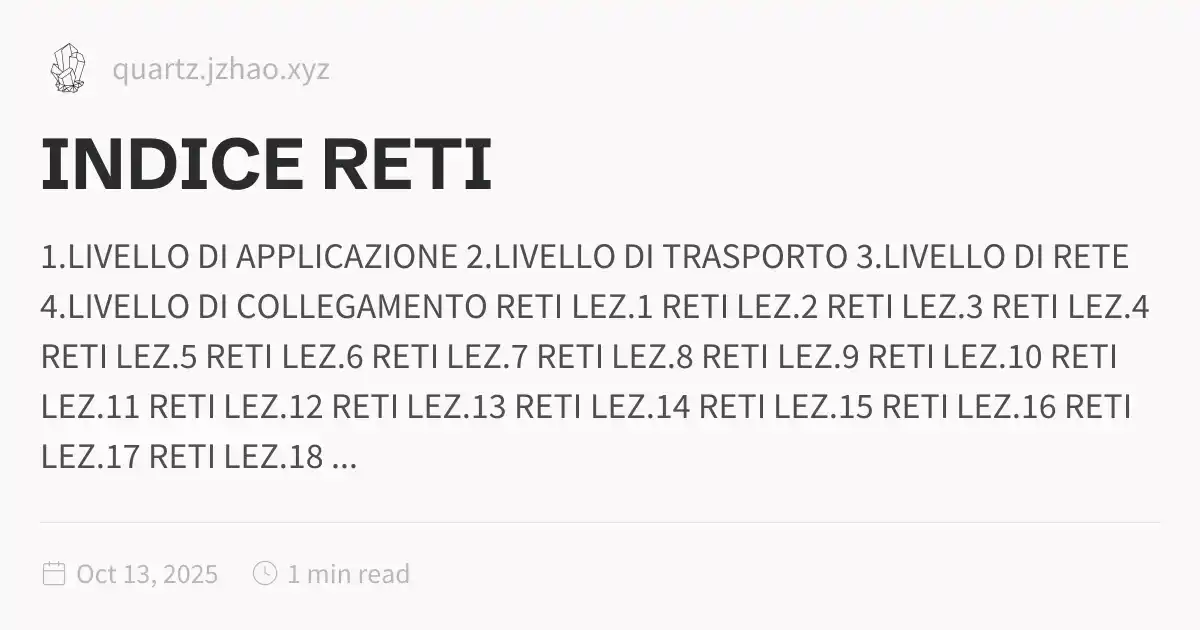 quartz.jzhao.xyz
INDICE RETI
1.LIVELLO DI APPLICAZIONE 2.LIVELLO DI TRASPORTO 3.LIVELLO DI RETE
4.LIVELLO DI COLLEGAMENTO RETI LEZ.1 RETI LEZ.2 RETI LEZ.3 RETI LEZ.4
RETI LEZ.5 RETI LEZ.6 RETI LEZ.7 RETI LEZ.8 RETI LEZ.9 RETI LEZ.10 RETI
LEZ.11 RETI LEZ.12 RETI LEZ.13 RETI LEZ.14 RETI LEZ.15 RETI LEZ.16 RETI
LEZ.17 RETI LEZ.18 ...
Oct 13, 2025 1 min read